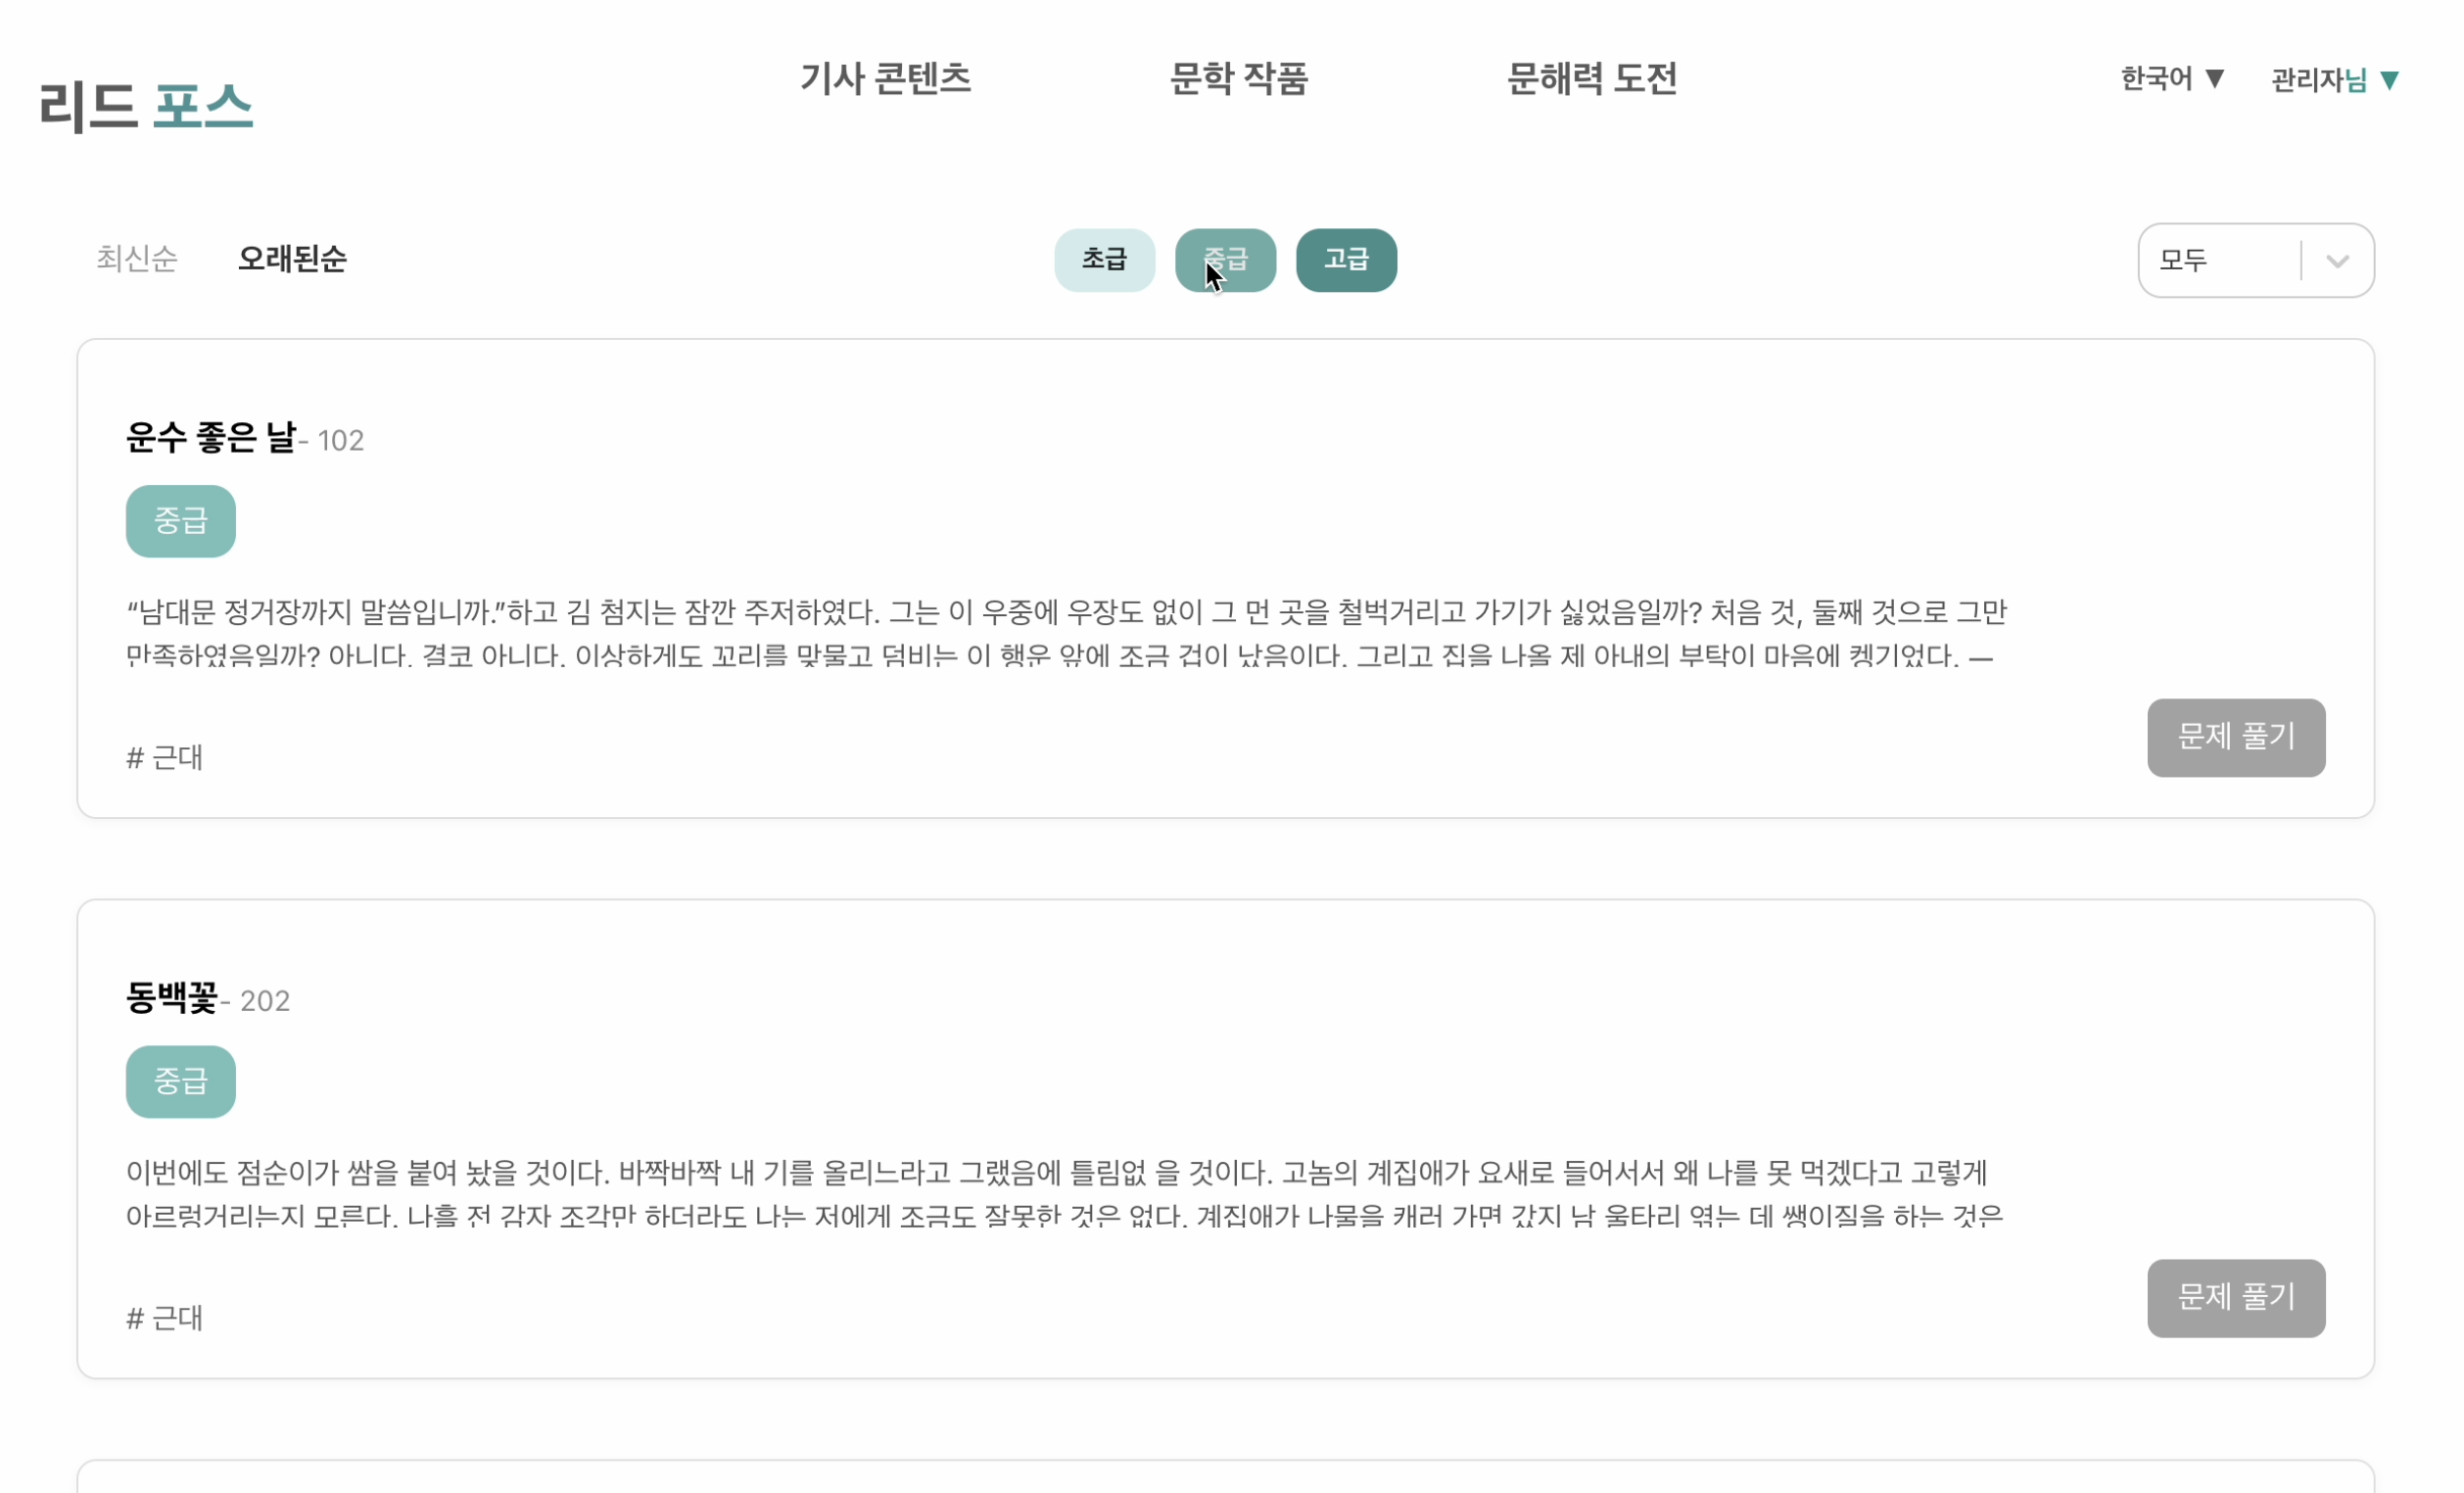 리드 포스
기사 콘텐츠
문학 작품
문해력 도전
한국어 ▼
관리자님 ▼
최신순
오래된순
초급
중급
고급
모두
운수 좋은 날- 102
중급
“남대문 정거장까지 말씀입니까.”하고 김 첨지는 잠깐 주저하였다. 그는 이 우중에 우장도 없이 그 먼 곳을 철벅거리고 가기가 싫었음일까? 처음 것, 둘째 것으로 그만
만족하였음일까? 아니다. 결코 아니다. 이상하게도 꼬리를 맞물고 덤비는 이 행운 앞에 조금 겁이 났음이다. 그리고 집을 나올 제 아내의 부탁이 마음에 켕기었다. —
# 근대
문제 풀기
동백꽃- 202
중급
이번에도 점순이가 쌈을 붙여 놨을 것이다. 바짝바짝 내 기를 올리느라고 그랬음에 틀림없 을 것이다. 고놈의 계집애가 요새로 들어서서 왜 나를 못 먹겠다고 고렇게
아르렁거리는지 모른다. 나흘 전 감자 조각만 하더라도 나는 저에게 조금도 잘못한 것은 없다. 계집애가 나물을 캐러 가면 갔지 남 울타리 엮는 데 쌩이질을 하는 것은
# 근대
문제 풀기